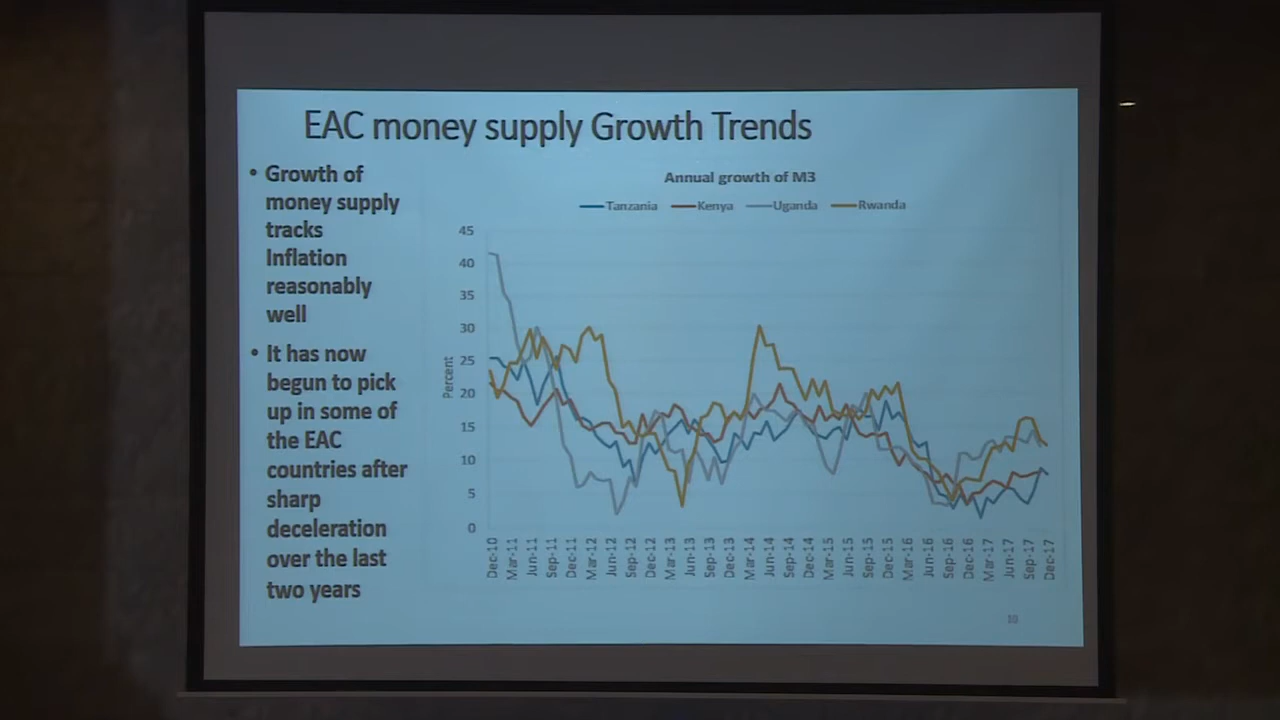 EAC money supply Growth Trends
• Growth of
money supply
tracks
Inflation
reasonably
well
• It has now
begun to pick
up in some of
the EAC
countries after
sharp
deceleration
over the last
two years
Annual growth of M3
Tanzania Kenya Uganda Rwanda
Percent
45
40
35
30
25
20
15
10
5
0
Dec-10 Mar-11 Jun-11 Sep-11 Dec-11 Mar-12 Jun-12 Sep-12 Dec-12 Mar-13 Jun-13 Sep-13 Dec-13 Mar-14 Jun-14 Sep-14 Dec-14 Mar-15 Jun-15 Sep-15 Dec-15 Mar-16 Jun-16 Sep-16 Dec-16 Mar-17 Jun-17 Sep-17 Dec-17